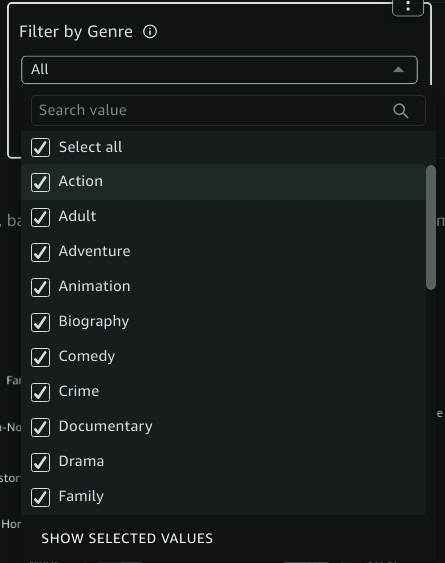 Filter by Genre
All
Search value
Select all
Action
Adult
Adventure
Animation
Biography
Comedy
Crime
Documentary
Drama
Family
SHOW SELECTED VALUES